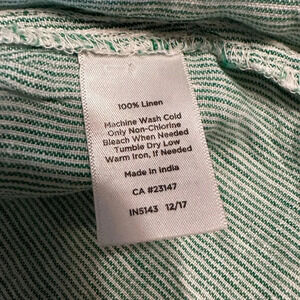 100% Linen
Machine Wash Cold
Only Non-Chlorine
Bleach When Needed
Tumble Dry Low
Warm Iron, If Needed
Made in India
CA #23147
IN5143 12/17